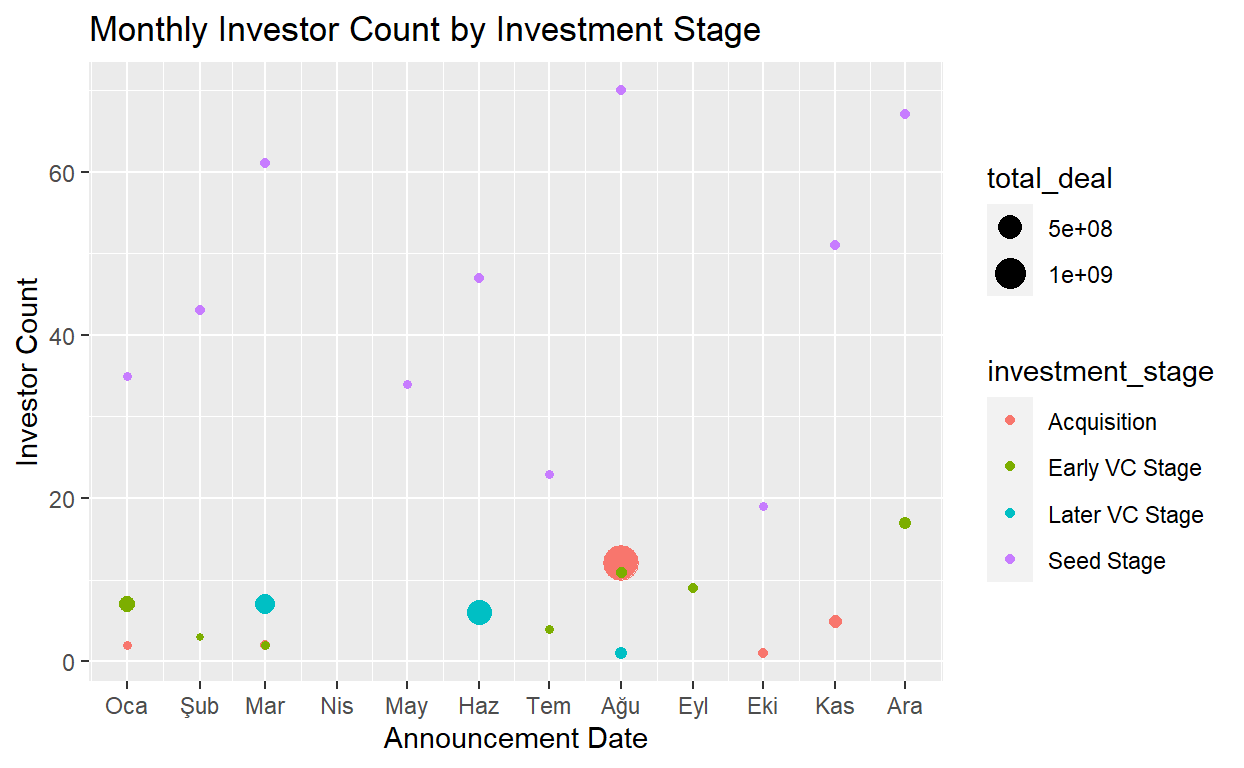 Monthly Investor Count by Investment Stage
Investor Count
60
40
20
0
Oca Şub Mar Nis May Haz Tem Ağu Eyl Eki Kas Ara
Announcement Date
total_deal
5e+08
1e+09
investment_stage
Acquisition
Early VC Stage
Later VC Stage
Seed Stage